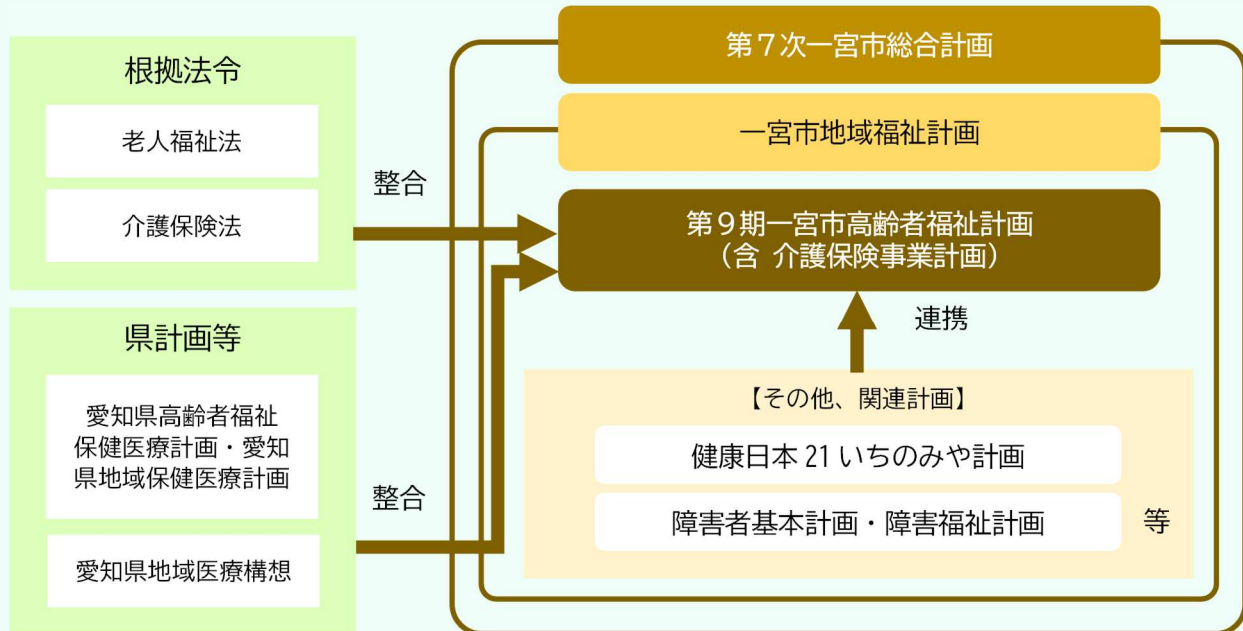 根拠法令
老人福祉法
介護保険法
県計画等
愛知県高齢者福祉
保健医療計画・愛知
県地域保健医療計画
愛知県地域医療構想
整合
整合
第7次一宮市総合計画
一宮市地域福祉計画
第9期一宮市高齢者福祉計画
（含 介護保険事業計画）
連携
【その他、関連計画】
健康日本 21 いちのみや計画
障害者基本計画・障害福祉計画
等